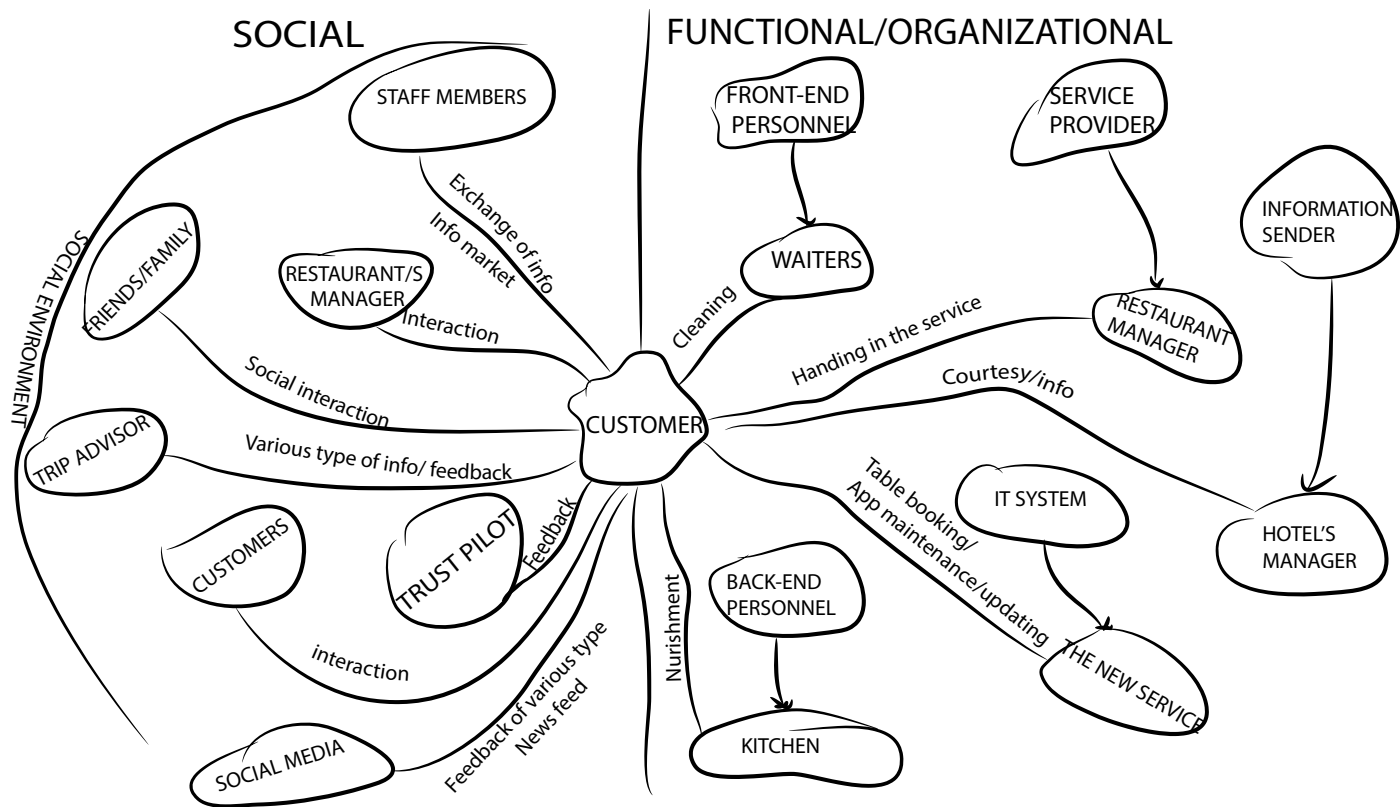 SOCIAL
FUNCTIONAL/ORGANIZATIONAL
STAFF MEMBERS
Exchange of info
Info market
FRIENDS/FAMILY
SOCIAL ENVIRONMENT
RESTAURANT/S
MANAGER
Interaction
Social interaction
TRIP ADVISOR
Various type of info/ feedback
CUSTOMERS
interaction
TRUST PILOT
Feedback
SOCIAL MEDIA
Feedback of various type
News feed
CUSTOMER
FRONT-END
PERSONNEL
WAITERS
Cleaning
SERVICE
PROVIDER
RESTAURANT
MANAGER
Handing in the service
INFORMATION
SENDER
HOTEL'S
MANAGER
Courtesy/info
IT SYSTEM
THE NEW SERVICE
Table booking/
App maintenance/updating
BACK-END
PERSONNEL
KITCHEN
Nurishment